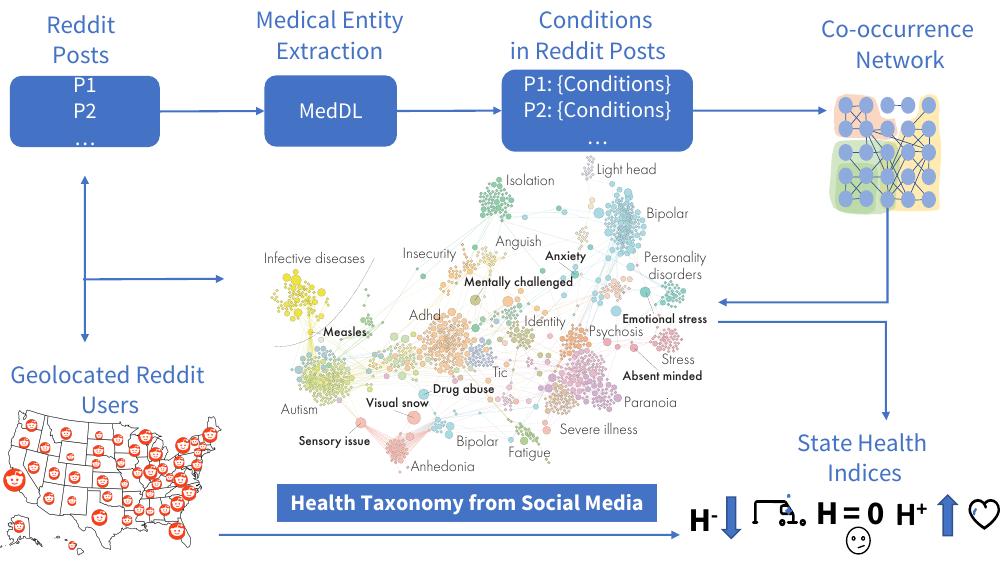 Reddit
Posts
Medical Entity
Extraction
Conditions
in Reddit Posts
Co-occurrence
Network
P1
P2
...
MedDL
P1: {Conditions}
P2: {Conditions}
...
Light head
Isolation
Bipolar
Anguish
Insecurity
Anxiety
Infective diseases
Personality
disorders
Mentally challenged
Adhd
Identity
Emotional stress
Measles
Psychosis
Stress
Tic
Absent minded
Drug abuse
Visual snow
Autism
Paranoia
Sensory issue
Bipolar
Severe illness
Fatigue
Anhedonia
Geolocated Reddit
Users
State Health
Indices
Health Taxonomy from Social Media
H- H = 0 H+